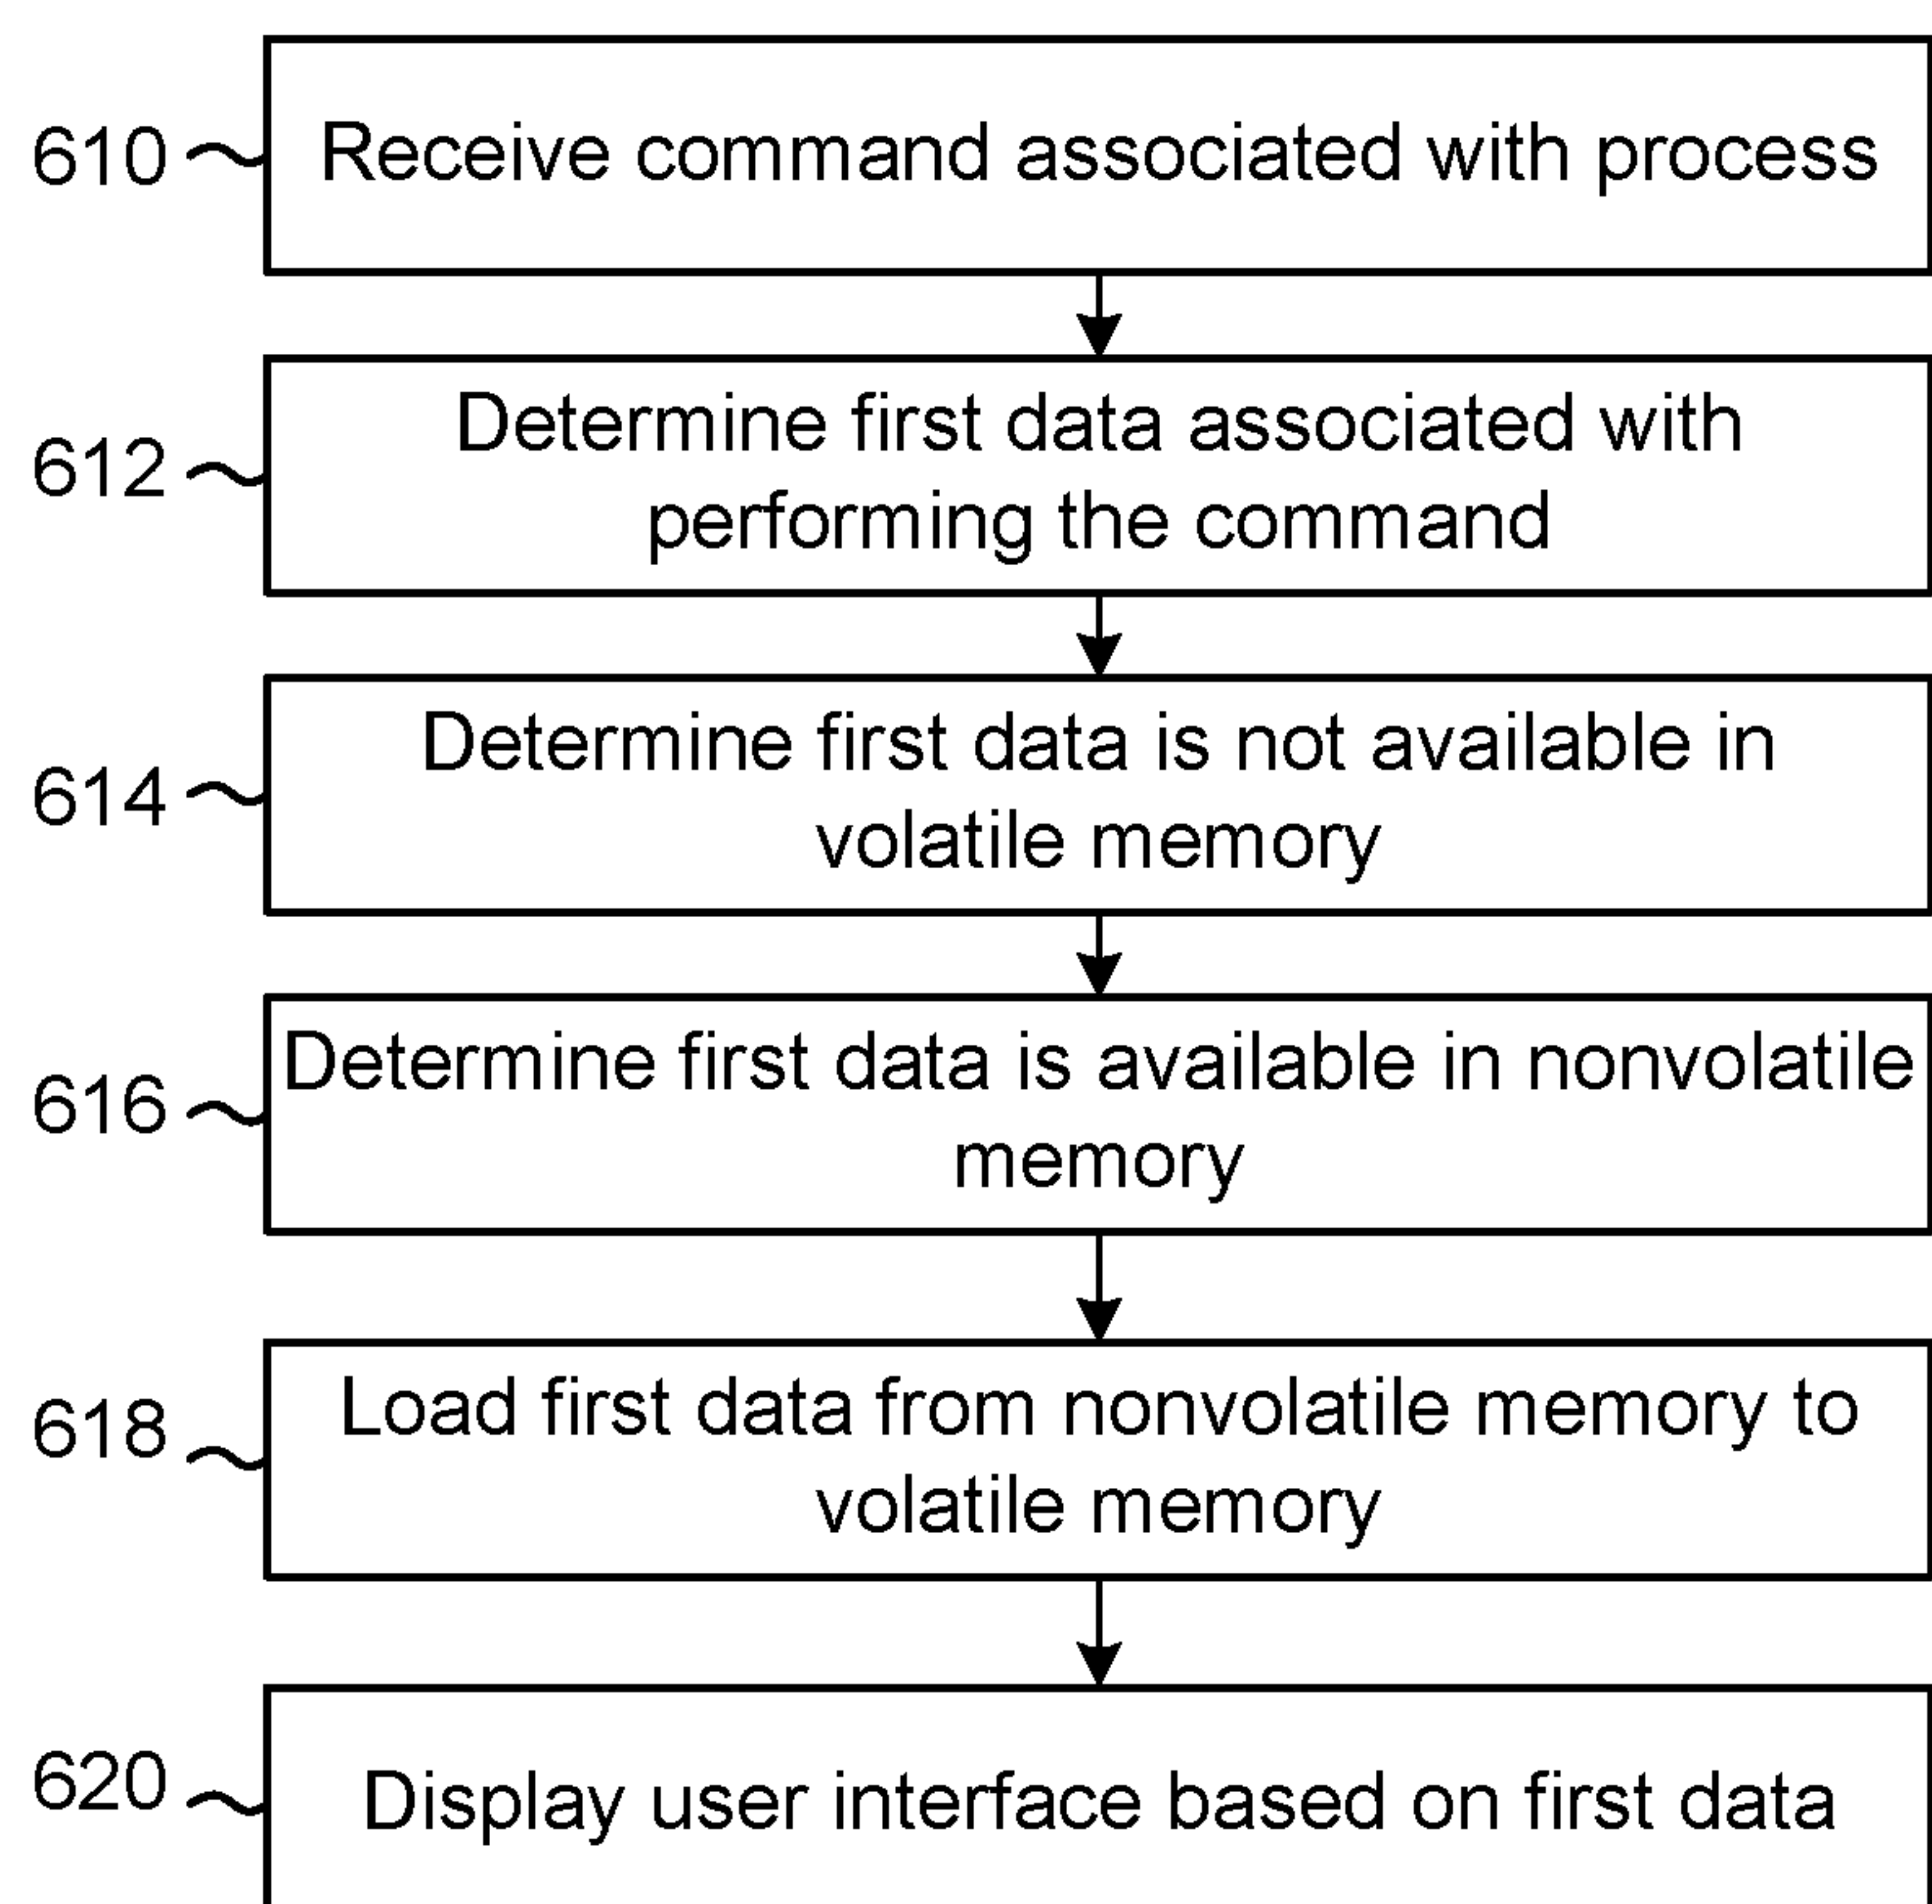 610
Receive command associated with process
612
Determine first data associated with
performing the command
614
Determine first data is not available in
volatile memory
616
Determine first data is available in nonvolatile
memory
618
Load first data from nonvolatile memory to
volatile memory
620
Display user interface based on first data